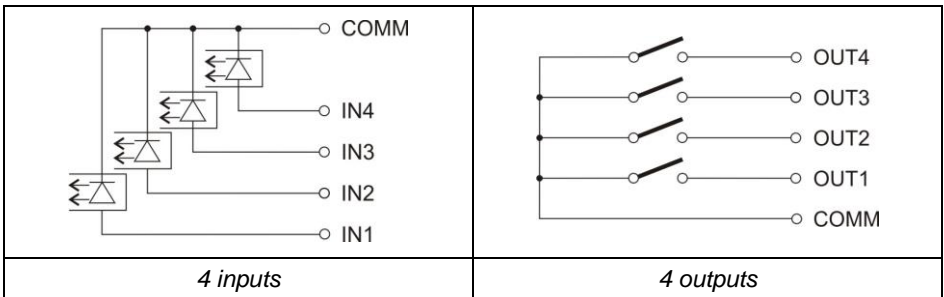 COMM
IN4
IN3
IN2
IN1
4 inputs
OUT4
OUT3
OUT2
OUT1
COMM
4 outputs